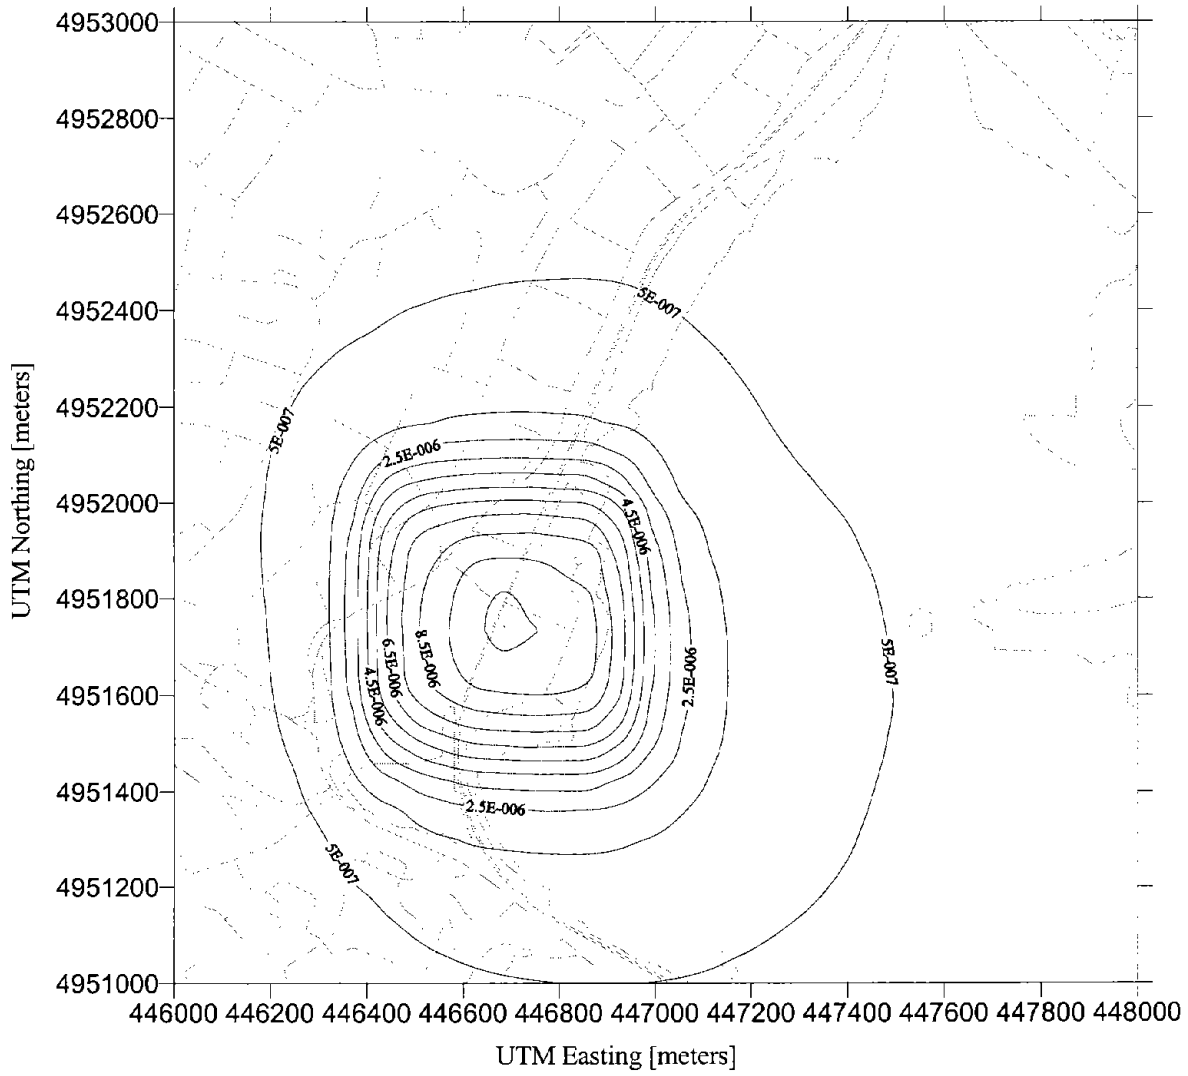 4953000
4952800
4952600
4952400
4952200
4952000
4951800
4951600
4951400
4951200
4951000
UTM Northing [meters]
5E-007
5E-007
2.5E-006
4.5E-006
8.5E-006
6.5E-006
4.5E-006
2.5E-006
5E-007
2.5E-006
5E-007
446000 446200 446400 446600 446800 447000 447200 447400 447600 447800 448000
UTM Easting [meters]